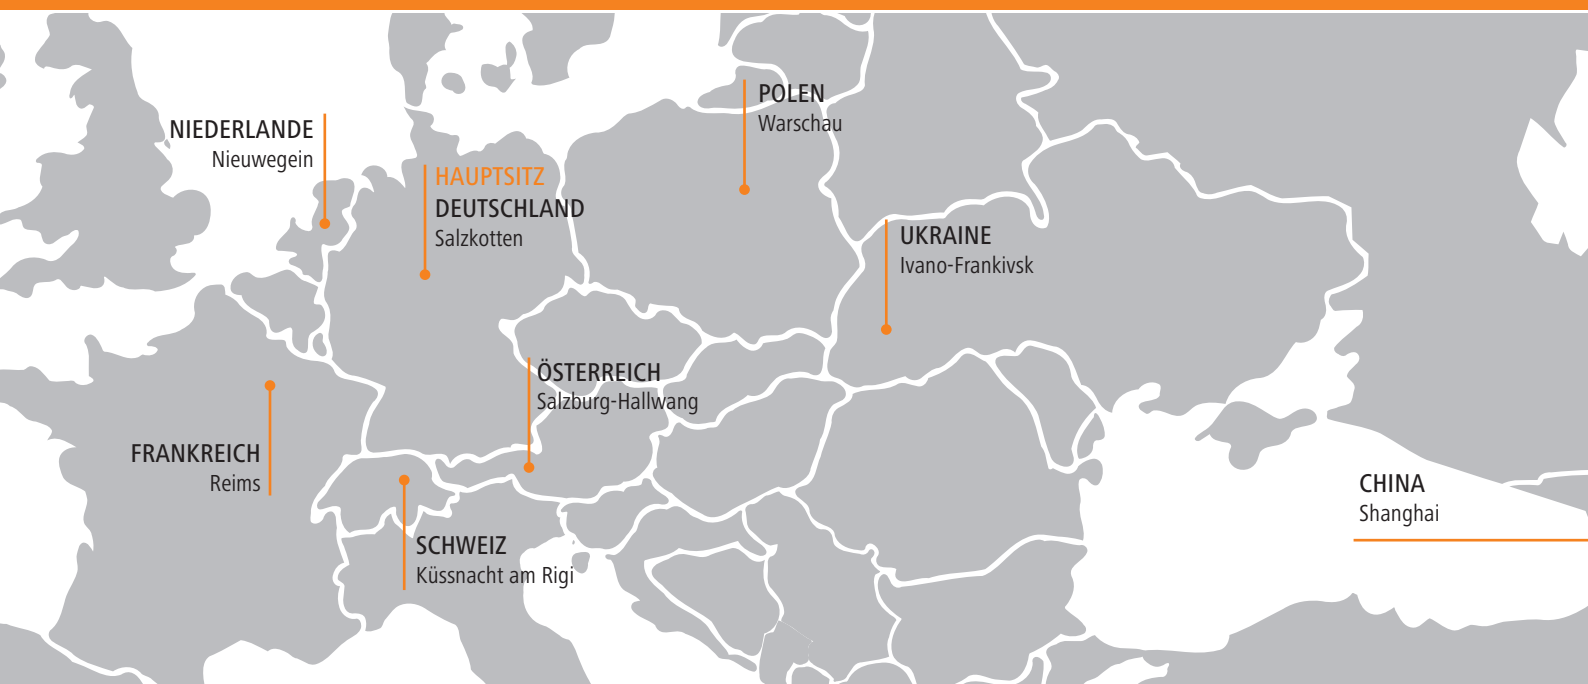 POLEN
Warschau
NIEDERLANDE
Nieuwegein
HAUPTSITZ
DEUTSCHLAND
Salzkotten
UKRAINE
Ivano-Frankivsk
ÖSTERREICH
Salzburg-Hallwang
FRANKREICH
Reims
CHINA
Shanghai
SCHWEIZ
Küssnacht am Rigi